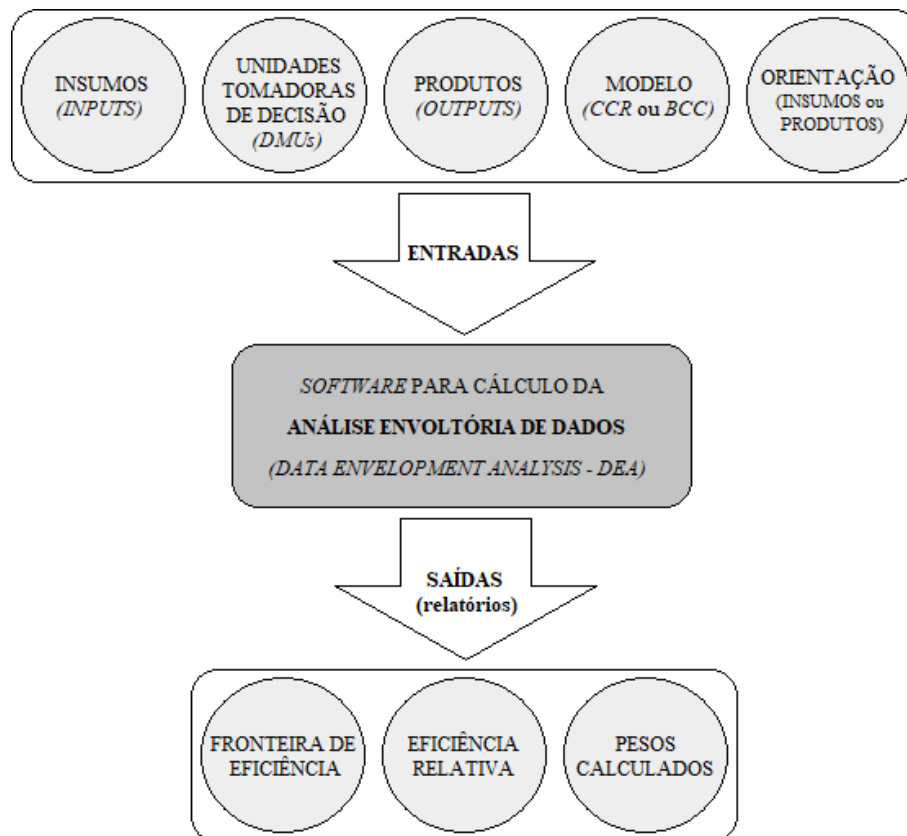 INSUMOS
(INPUTS)
UNIDADES
TOMADORAS
DE DECISÃO
(DMUs)
PRODUTOS
(OUTPUTS)
MODELO
(CCR ou BCC)
ORIENTAÇÃO
(INSUMOS ou
PRODUTOS)
ENTRADAS
SOFTWARE PARA CÁLCULO DA
ANÁLISE ENVOLTÓRIA DE DADOS
(DATA ENVELOPMENT ANALYSIS - DEA)
SAÍDAS
(relatórios)
FRONTEIRA DE
EFICIÊNCIA
EFICIÊNCIA
RELATIVA
PESOS
CALCULADOS